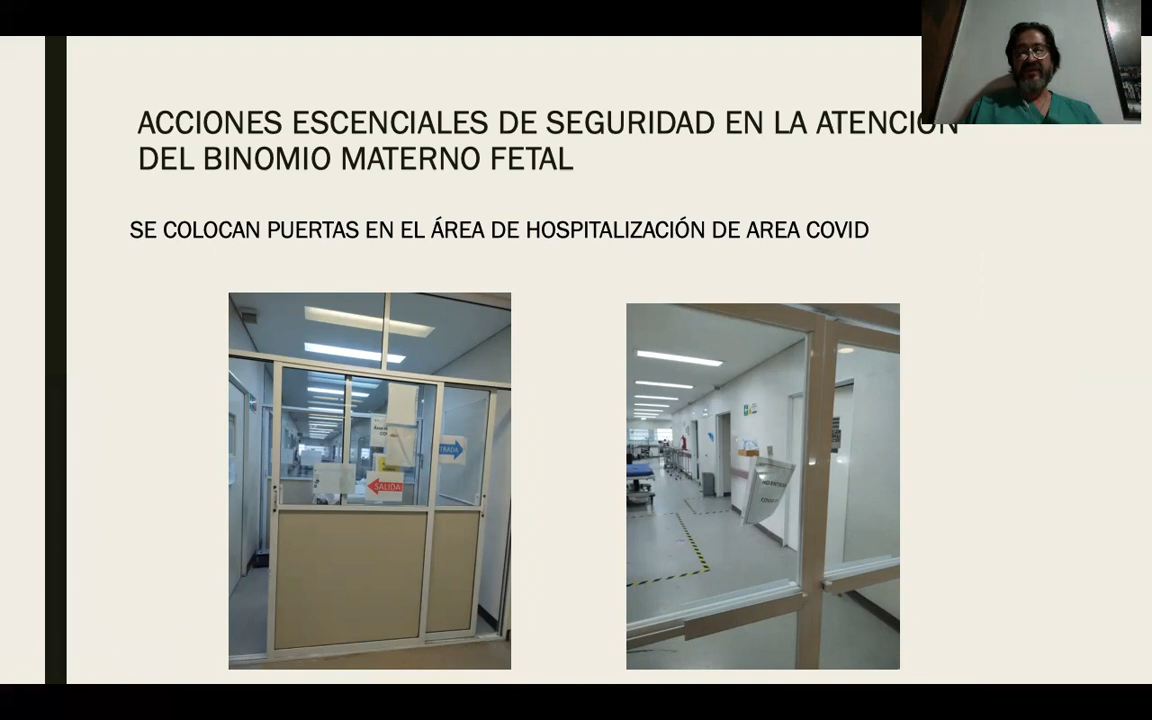 ACCIONES ESCENCIALES DE SEGURIDAD EN LA ATENCION
DEL BINOMIO MATERNO FETAL
SE COLOCAN PUERTAS EN EL ÁREA DE HOSPITALIZACIÓN DE AREA COVID
SALIDA